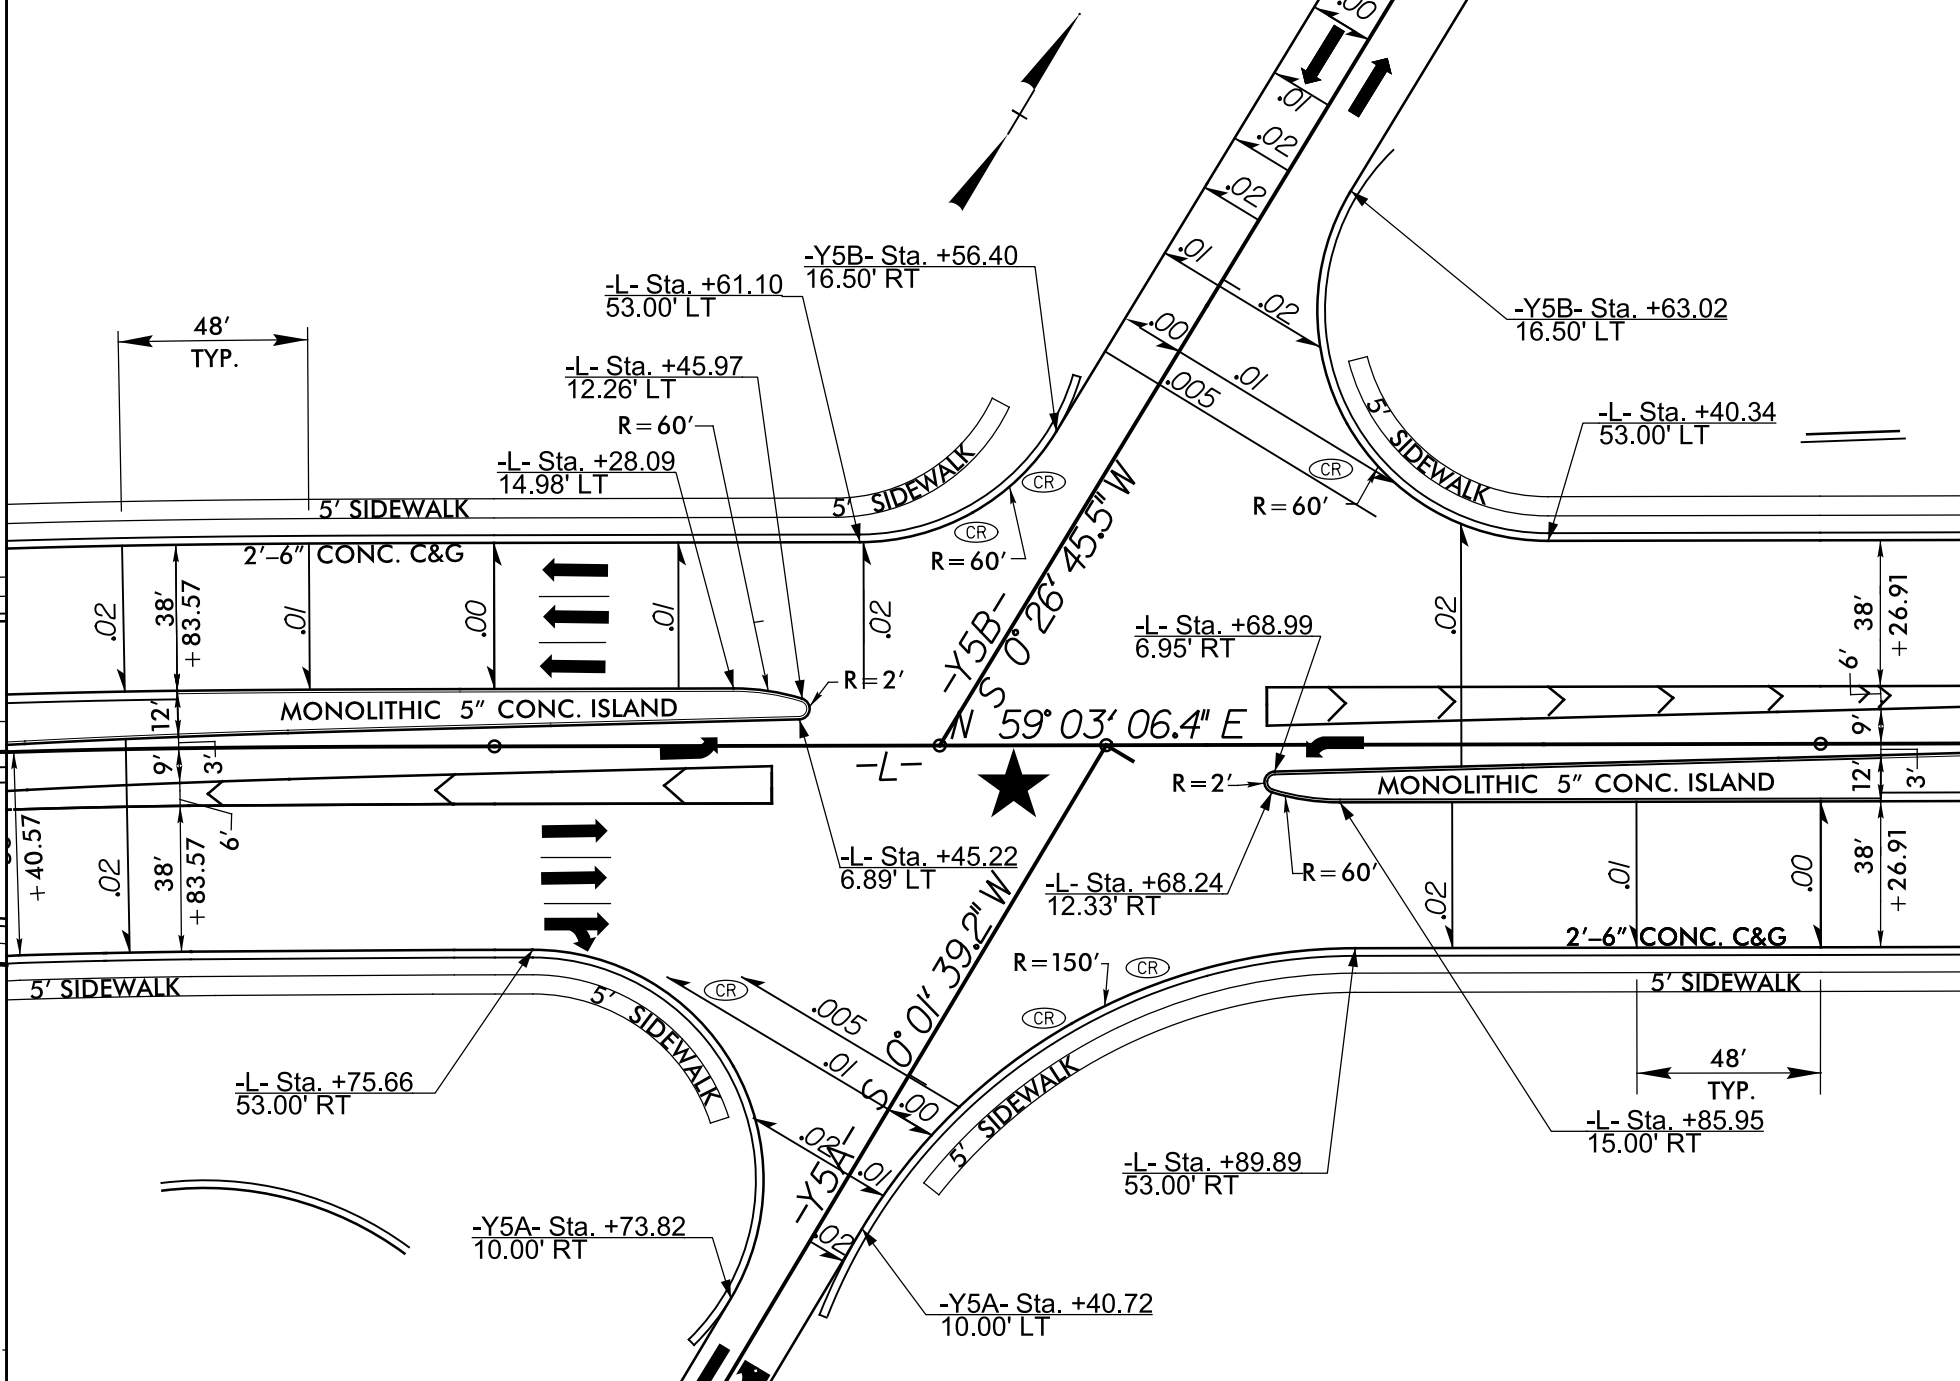 .00
.01
.02
.02
.01
.02
.00
.01
.005
-Y5B- Sta. +56.40
16.50' RT
-L- Sta. +61.10
53.00' LT
-Y5B- Sta. +63.02
16.50' LT
48'
TYP.
-L- Sta. +45.97
12.26' LT
R=60'
-L- Sta. +40.34
53.00' LT
-L- Sta. +28.09
14.98' LT
5' SIDEWALK
5' SIDEWALK
5' SIDEWALK
CR
CR
CR
R=60'
R=60'
2'-6" CONC. C&G
.02
38'
+83.57
.01
.00
.01
.02
-Y5B-
S 0° 26' 45.5" W
-L- Sta. +68.99
6.95' RT
.02
38'
+26.91
6'
R=2'
MONOLITHIC 5" CONC. ISLAND
12'
N 59° 03' 06.4" E
-L-
9'
3'
9'
R=2'
MONOLITHIC 5" CONC. ISLAND
12'
3'
+40.57
.02
38'
+83.57
6'
-L- Sta. +45.22
6.89' LT
-L- Sta. +68.24
12.33' RT
R=60'
.02
.01
.00
38'
+26.91
2'-6" CONC. C&G
5' SIDEWALK
5' SIDEWALK
5' SIDEWALK
CR
.005
.01
S 0° 01' 39.2" W
R=150'
CR
CR
5' SIDEWALK
48'
TYP.
-L- Sta. +75.66
53.00' RT
.00
.02
.01
-Y5A-
.02
-L- Sta. +89.89
53.00' RT
-L- Sta. +85.95
15.00' RT
-Y5A- Sta. +73.82
10.00' RT
-Y5A- Sta. +40.72
10.00' LT